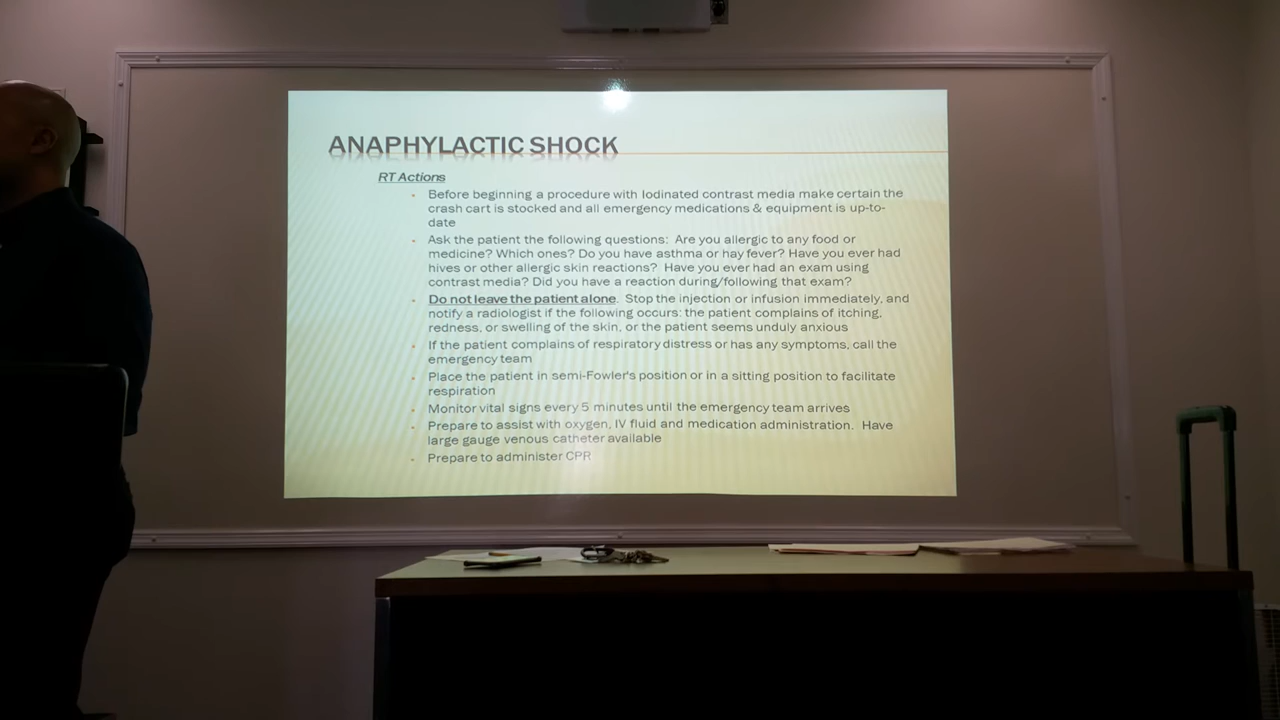 ANAPHYLACTIC SHOCK
RT Actions
Before beginning a procedure with Iodinated contrast media make certain the
crash cart is stocked and all emergency medications & equipment is up-to-
date
Ask the patient the following questions: Are you allergic to any food or
medicine? Which ones? Do you have asthma or hay fever? Have you ever had
hives or other allergic skin reactions? Have you ever had an exam using
contrast media? Did you have a reaction during/following that exam?
Do not leave the patient alone. Stop the injection or infusion immediately, and
notify a radiologist if the following occurs: the patient complains of itching,
redness, or swelling of the skin, or the patient seems unduly anxious
If the patient complains of respiratory distress or has any symptoms, call the
emergency team
Place the patient in semi-Fowler's position or in a sitting position to facilitate
respiration
Monitor vital signs every 5 minutes until the emergency team arrives
Prepare to assist with oxygen, IV fluid and medication administration. Have
large gauge venous catheter available
Prepare to administer CPR